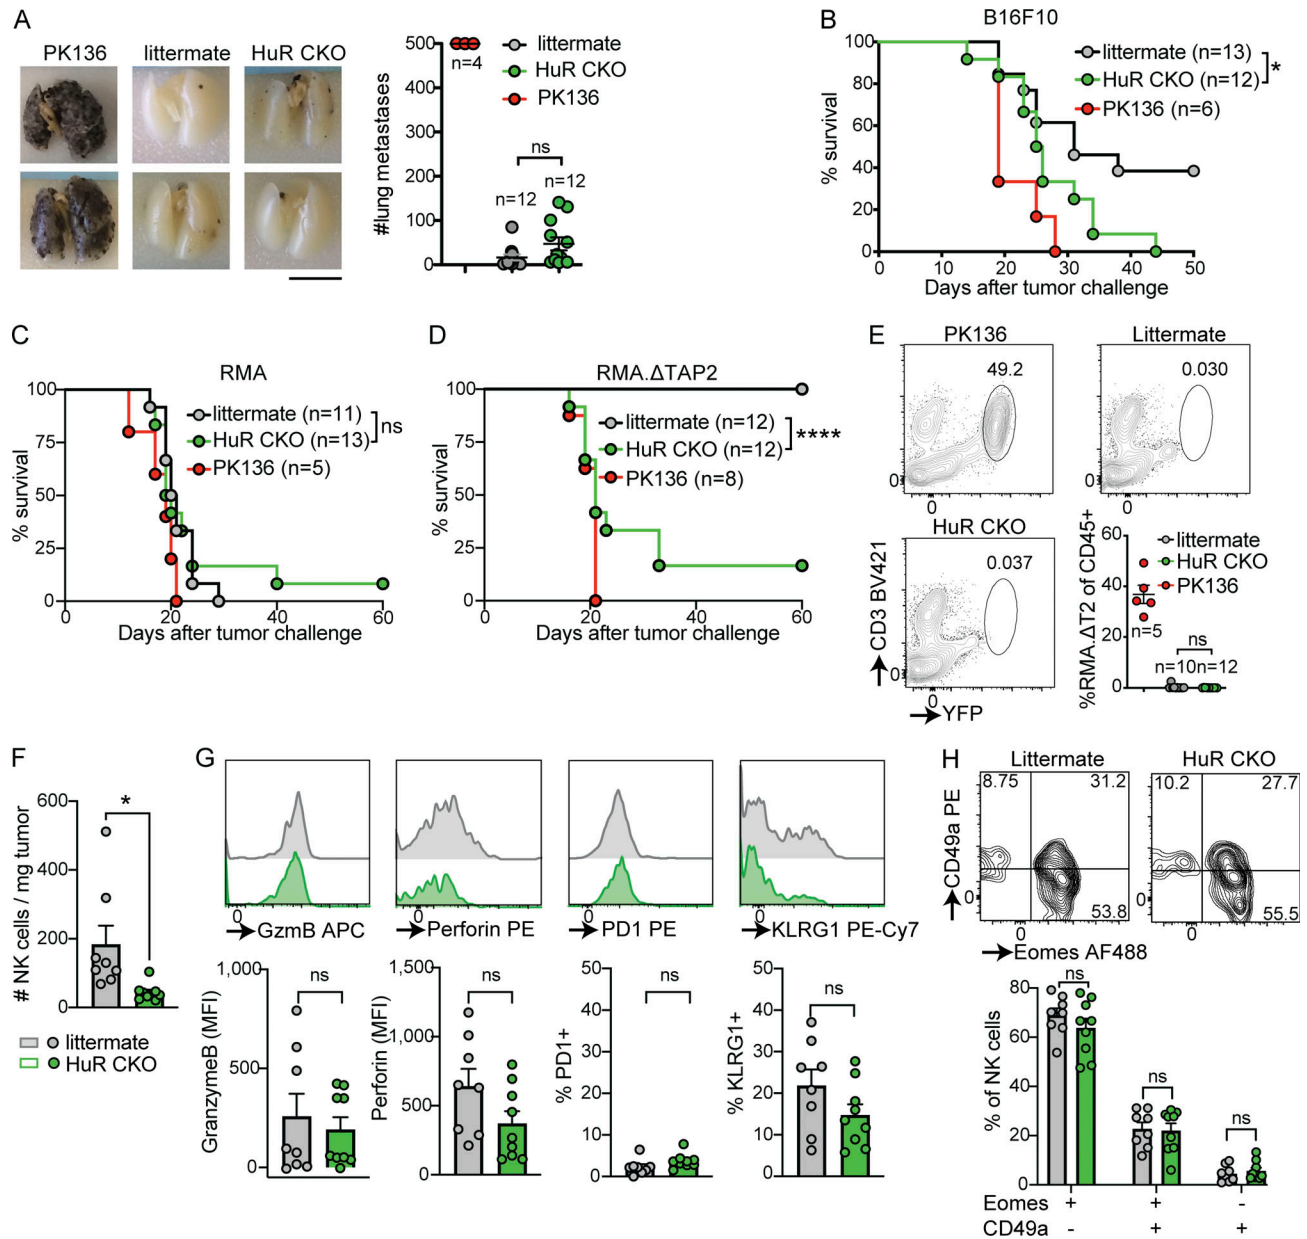 A
PK136
littermate
HuR CKO
#lung metastases
500
400
300
200
100
0
n=4
n=12
ns
n=12
littermate
HuR CKO
PK136
B
B16F10
% survival
100
80
60
40
20
0
0
10
20
30
40
50
Days after tumor challenge
littermate (n=13)
HuR CKO (n=12)
PK136 (n=6)
*
C
RMA
% survival
100
75
50
25
0
0
20
40
60
Days after tumor challenge
littermate (n=11)
HuR CKO (n=13)
PK136 (n=5)
ns
D
RMA.ΔTAP2
% survival
100
75
50
25
0
0
20
40
60
Days after tumor challenge
littermate (n=12)
HuR CKO (n=12)
PK136 (n=8)
****
E
PK136
49.2
0
0
Littermate
0.030
0
0
HuR CKO
0.037
0
0
CD3 BV421
YFP
%RMA.ΔT2 of CD45+
60
40
20
0
littermate
HuR CKO
PK136
n=5
ns
n=10
n=12
F
# NK cells / mg tumor
600
400
200
0
*
littermate
HuR CKO
G
0
GzmB APC
0
Perforin PE
0
PD1 PE
0
KLRG1 PE-Cy7
GranzymeB (MFI)
1,000
500
0
ns
Perforin (MFI)
1,500
1,000
500
0
ns
% PD1+
50
40
30
20
10
0
ns
% KLRG1+
50
40
30
20
10
0
ns
H
Littermate
8.75
31.2
53.8
0
0
HuR CKO
10.2
27.7
55.5
0
0
CD49a PE
Eomes AF488
% of NK cells
80
60
40
20
0
ns
ns
ns
Eomes + + -
CD49a - + +